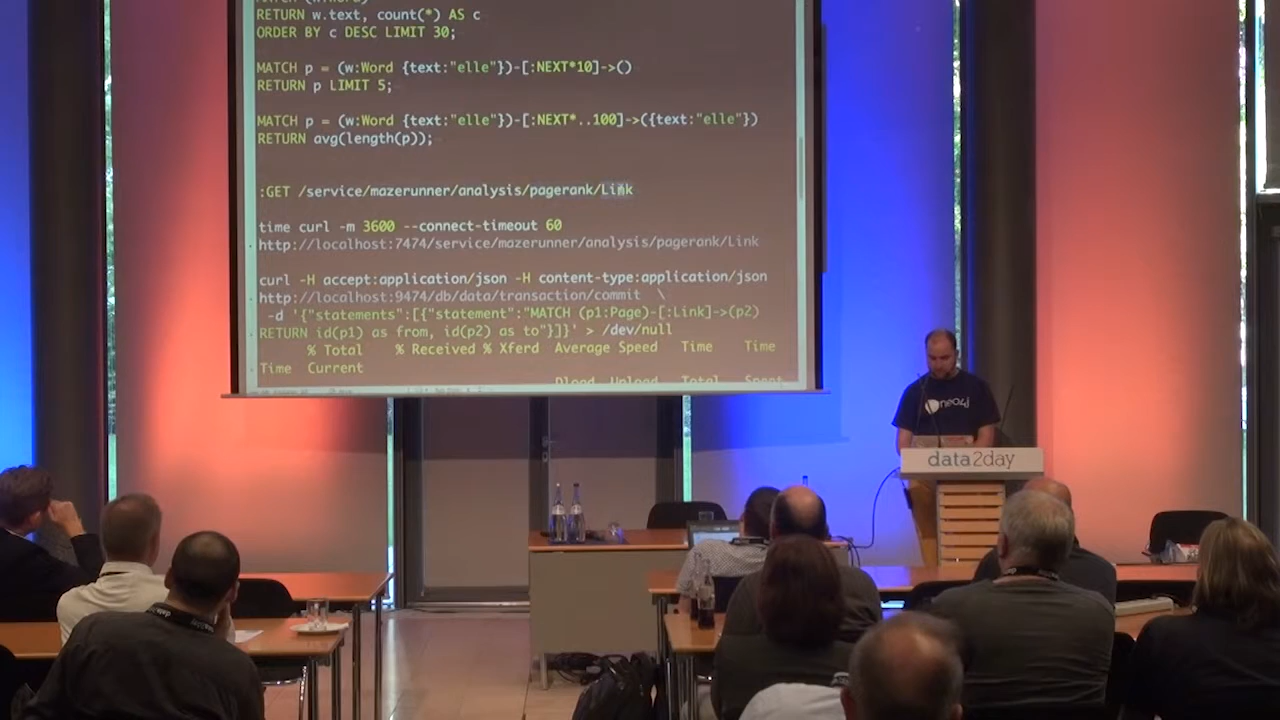 RETURN w.text, count(*) AS c
ORDER BY c DESC LIMIT 30;
MATCH p = (w:Word {text:"elle"})-[:NEXT*10]->()
RETURN p LIMIT 5;
MATCH p = (w:Word {text:"elle"})-[:NEXT*..100]->({text:"elle"})
RETURN avg(length(p));
:GET /service/mazerunner/analysis/pagerank/Link
time curl -m 3600 --connect-timeout 60
http://localhost:7474/service/mazerunner/analysis/pagerank/Link
curl -H accept:application/json -H content-type:application/json
http://localhost:9474/db/data/transaction/commit \
-d '{"statements":[{"statement":"MATCH (p1:Page)-[:Link]->(p2)
RETURN id(p1) as from, id(p2) as to"}]}' > /dev/null
% Total % Received % Xferd Average Speed Time Time
Time Current
Dload Upload Total Spent
neo4j
data2day